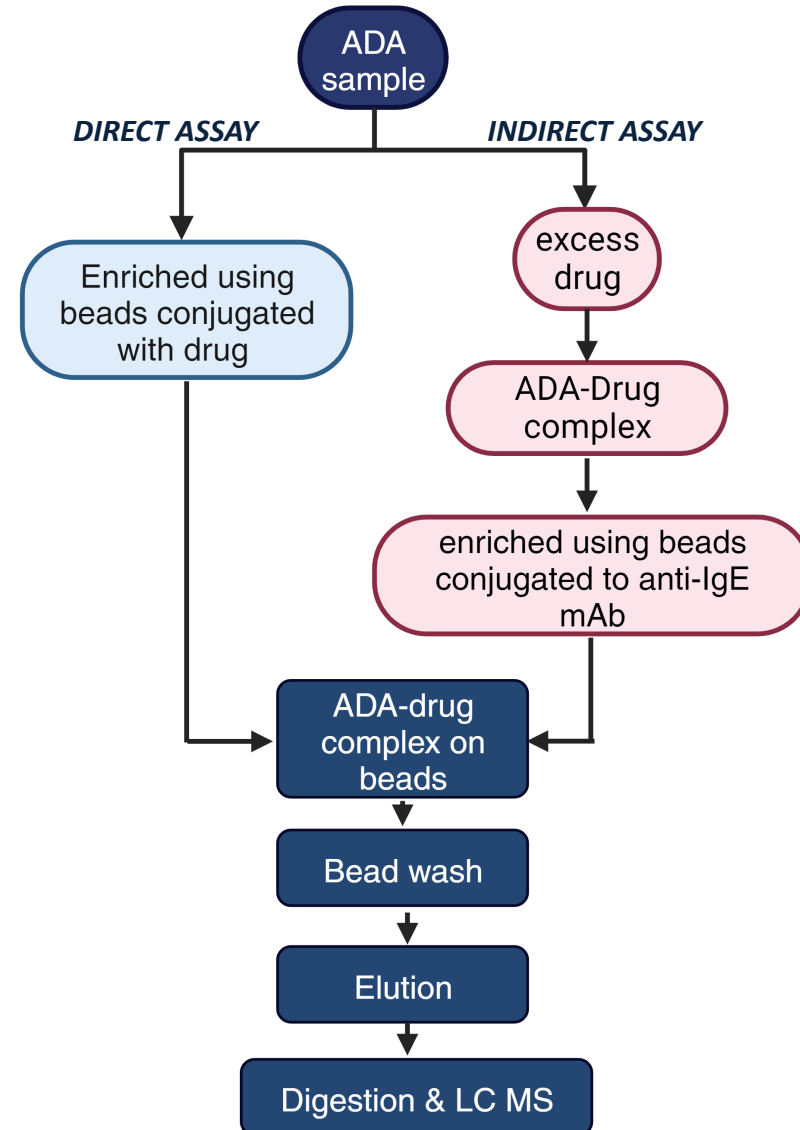 ADA
sample
DIRECT ASSAY
INDIRECT ASSAY
Enriched using
beads conjugated
with drug
excess
drug
ADA-Drug
complex
enriched using beads
conjugated to anti-IgE
mAb
ADA-drug
complex on
beads
Bead wash
Elution
Digestion & LC MS